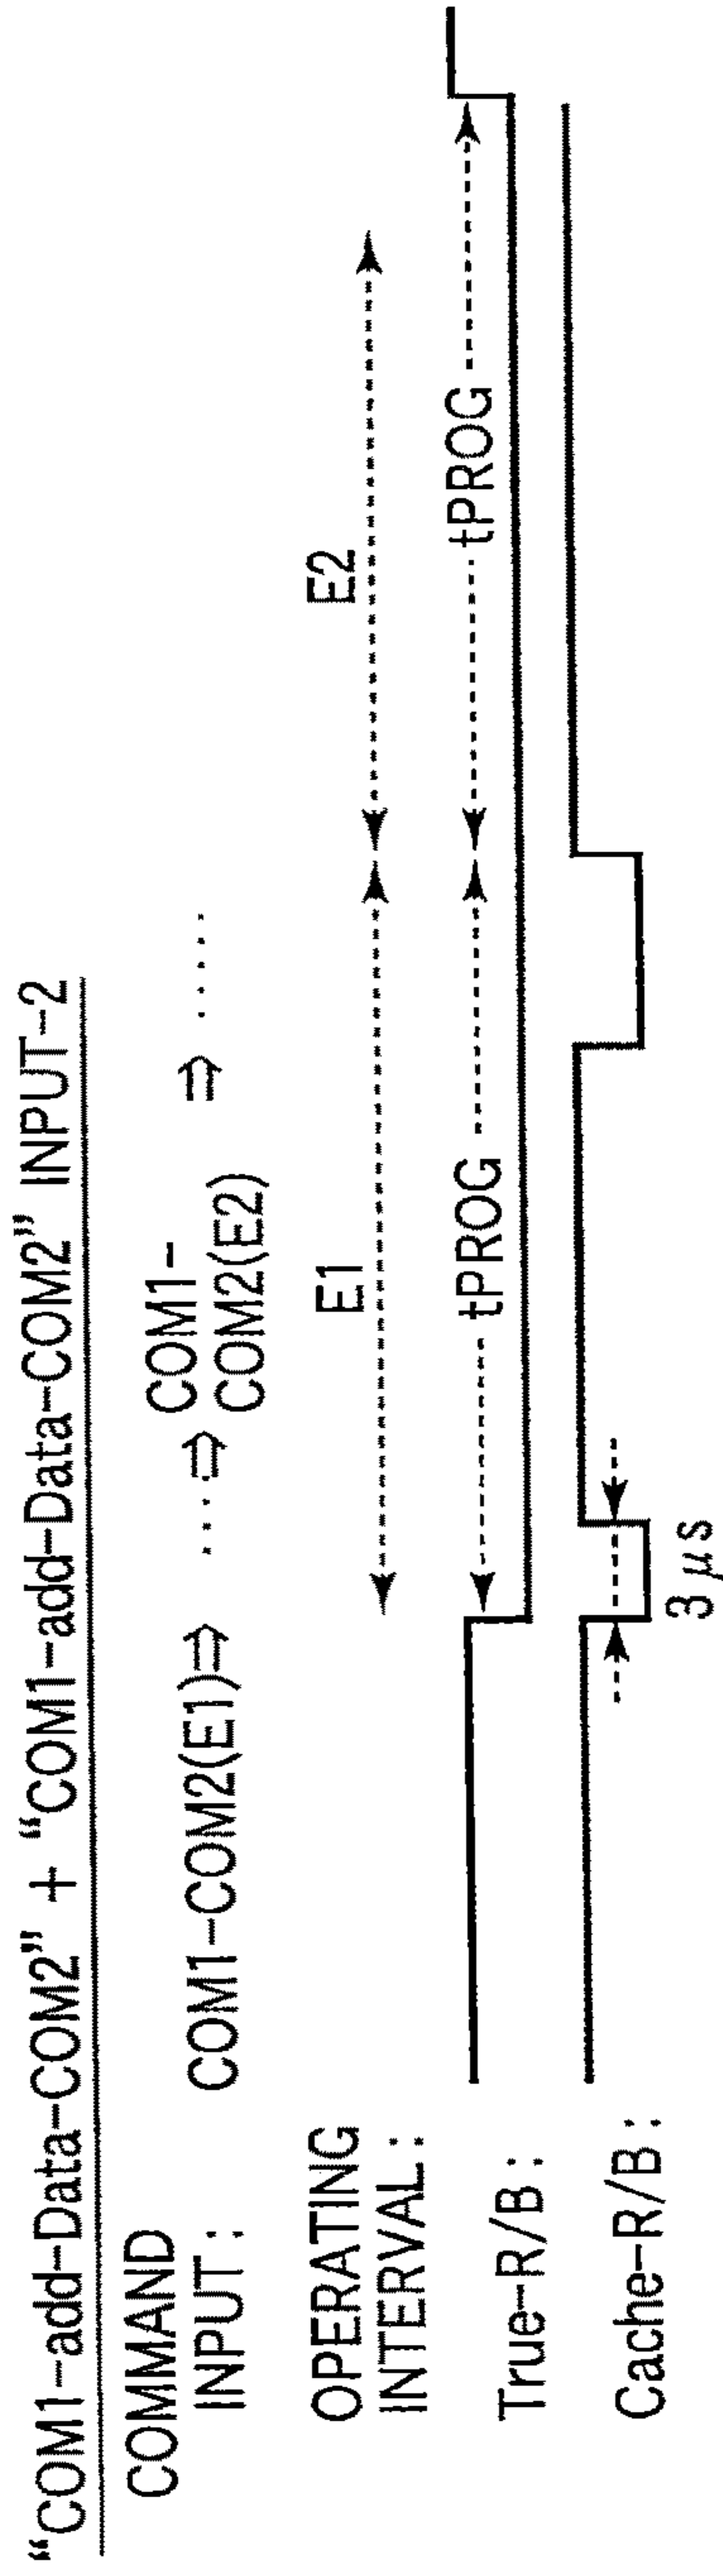 “COM1-add-Data-COM2” + “COM1-add-Data-COM2” INPUT-2
COMMAND
INPUT:
COM1-COM2(E1)⇨ ···· ⇨ COM1-
COM2(E2)
⇨ ·····
OPERATING
INTERVAL:
E1
E2
True-R/B:
tPROG
tPROG
Cache-R/B:
3 μs